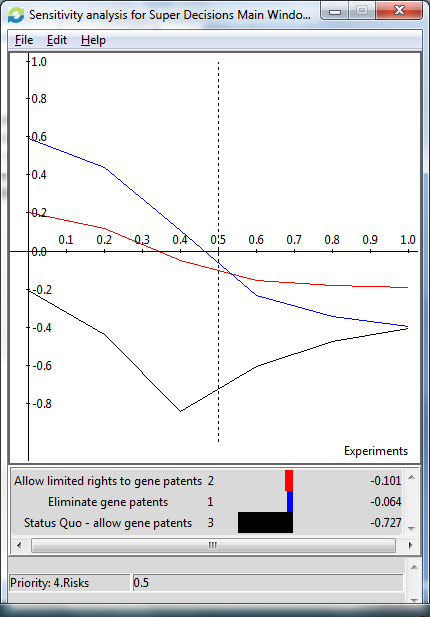 Sensitivity analysis for Super Decisions Main Windo...
File Edit Help
1.0
0.8
0.6
0.4
0.2
0.0 0.1 0.2 0.3 0.4 0.5 0.6 0.7 0.8 0.9 1.0
-0.2
-0.4
-0.6
-0.8
Experiments
Allow limited rights to gene patents 2 -0.101
Eliminate gene patents 1 -0.064
Status Quo - allow gene patents 3 -0.727
Priority: 4.Risks 0.5